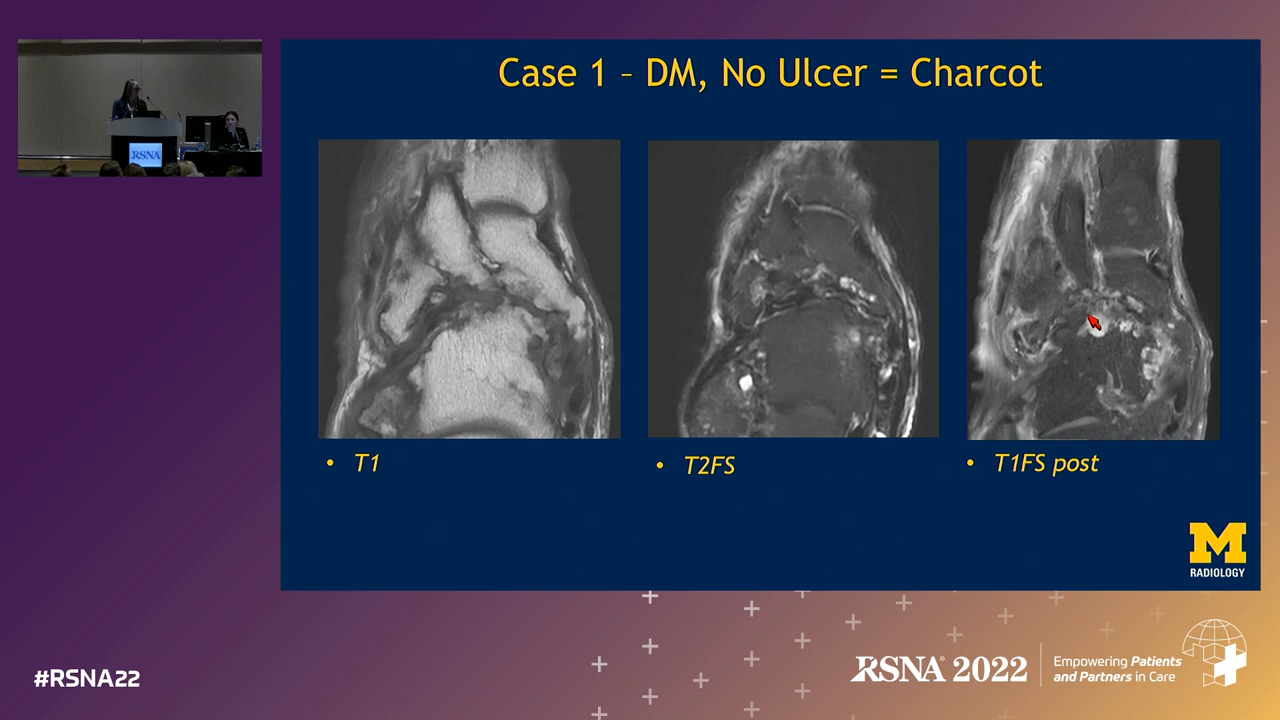 Case 1 – DM, No Ulcer = Charcot
RSNA
• T1
• T2FS
• T1FS post
M
RADIOLOGY
#RSNA22
RSNA® 2022
Empowering Patients
and Partners in Care